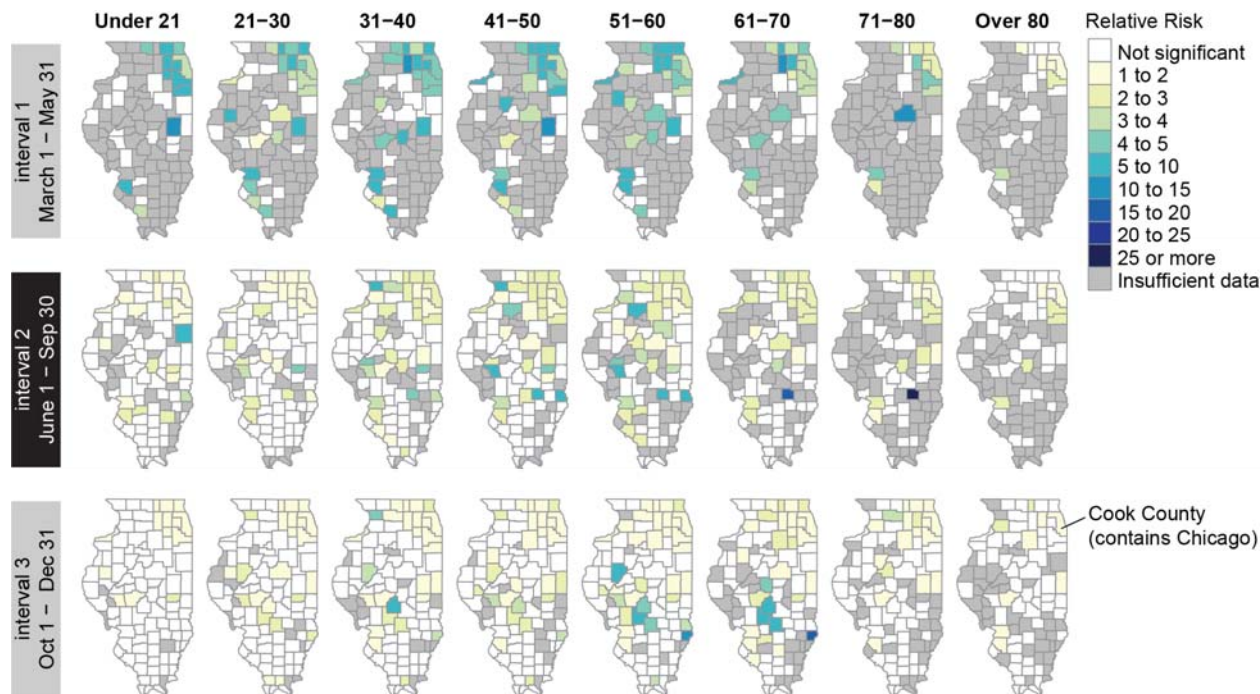 Under 21 21−30 31−40 41−50 51−60 61−70 71−80 Over 80
Relative Risk
Not significant
1 to 2
2 to 3
3 to 4
4 to 5
5 to 10
10 to 15
15 to 20
20 to 25
25 or more
Insufficient data
interval 1
March 1 − May 31
interval 2
June 1 − Sep 30
interval 3
Oct 1 − Dec 31
Cook County
(contains Chicago)